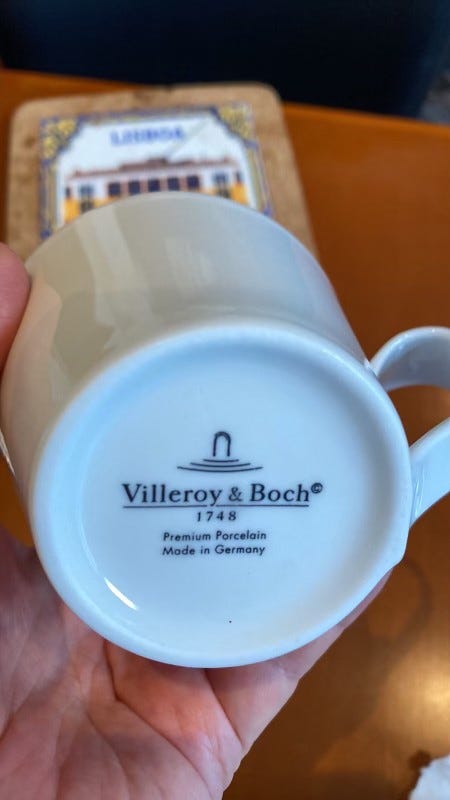 LISBOA
Villeroy & Boch©
1748
Premium Porcelain
Made in Germany